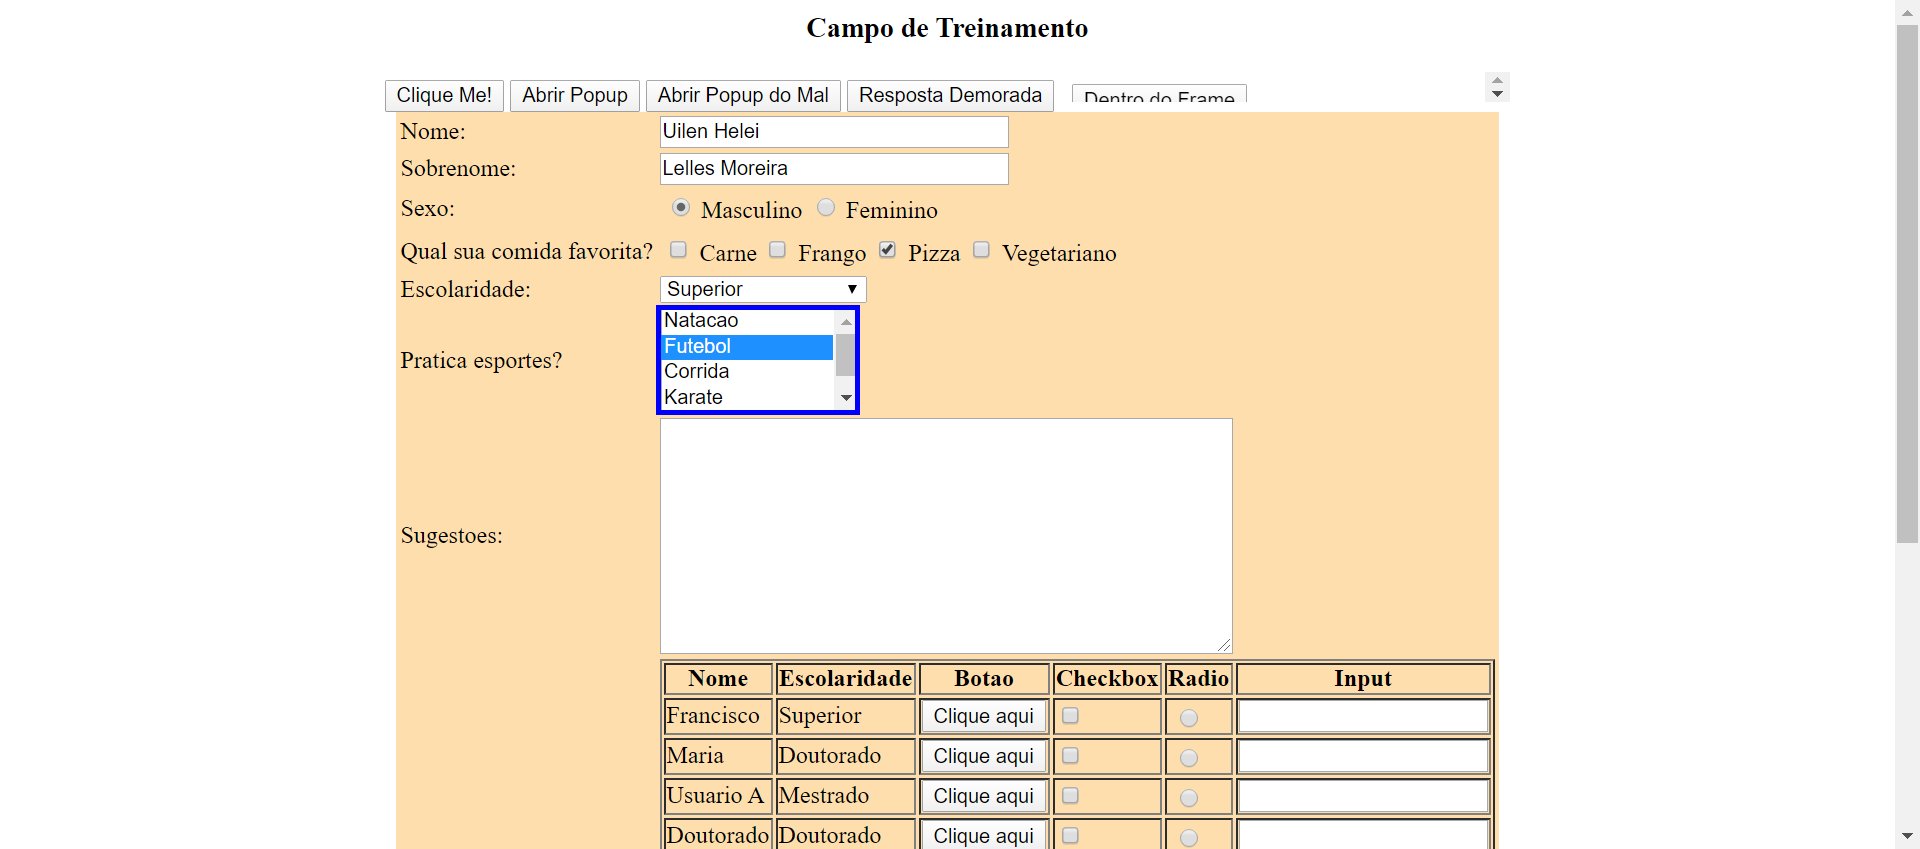 Campo de Treinamento
Clique Me! Abrir Popup Abrir Popup do Mal Resposta Demorada Dentro do Frame
Nome: Uilen Helei
Sobrenome: Lelles Moreira
Sexo: Masculino Feminino
Qual sua comida favorita? Carne Frango Pizza Vegetariano
Escolaridade: Superior
Pratica esportes?
Natacao
Futebol
Corrida
Karate
Sugestoes:
Nome Escolaridade Botao Checkbox Radio Input
Francisco Superior Clique aqui
Maria Doutorado Clique aqui
Usuario A Mestrado Clique aqui
Doutorado Doutorado Clique aqui